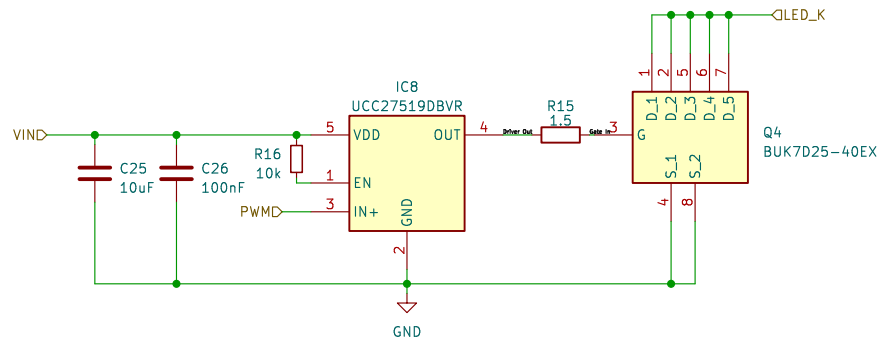 LED_K
1
2
5
6
7
D_1
D_2
D_3
D_4
D_5
IC8
UCC27519DBVR
VIN
5
VDD
OUT
4
Driver Out
R15
1.5
Gate In
3
G
Q4
BUK7D25-40EX
C25
10uF
C26
100nF
R16
10k
1
EN
S_1
S_2
PWM
3
IN+
GND
4
8
2
GND